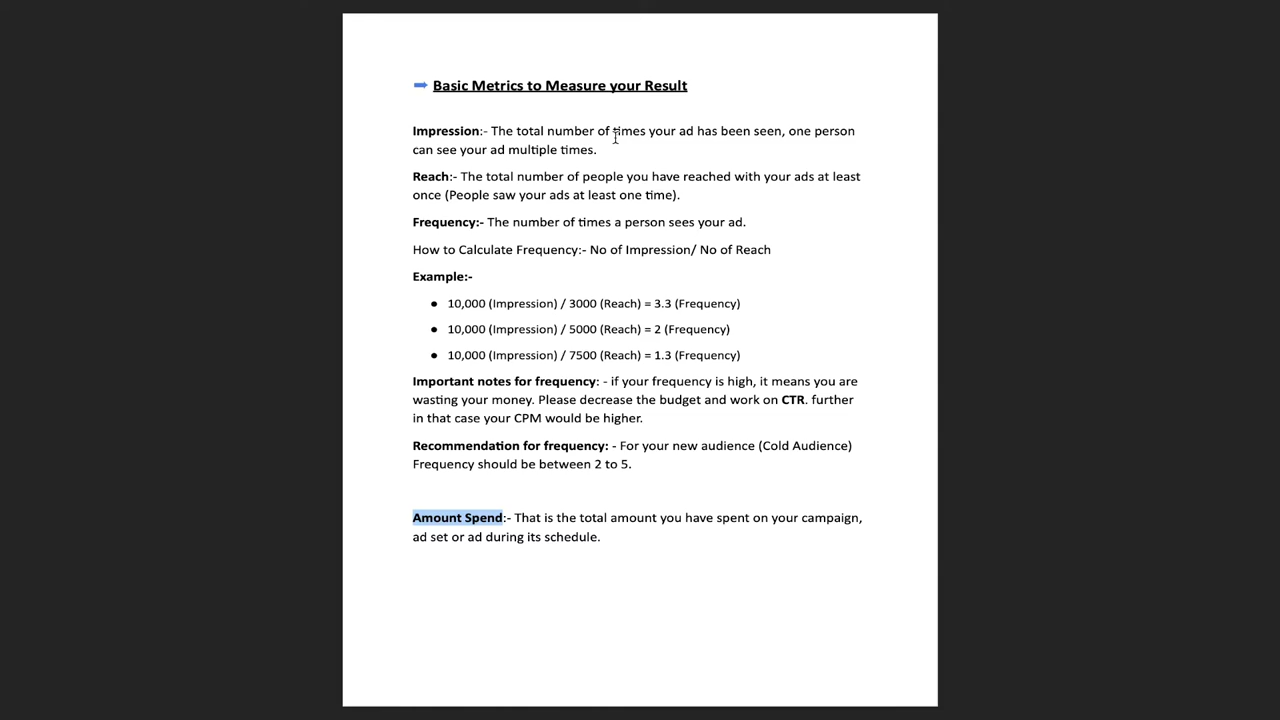 Basic Metrics to Measure your Result
Impression:- The total number of times your ad has been seen, one person
can see your ad multiple times.
Reach:- The total number of people you have reached with your ads at least
once (People saw your ads at least one time).
Frequency:- The number of times a person sees your ad.
How to Calculate Frequency:- No of Impression/ No of Reach
Example:-
● 10,000 (Impression) / 3000 (Reach) = 3.3 (Frequency)
● 10,000 (Impression) / 5000 (Reach) = 2 (Frequency)
● 10,000 (Impression) / 7500 (Reach) = 1.3 (Frequency)
Important notes for frequency: - if your frequency is high, it means you are
wasting your money. Please decrease the budget and work on CTR. further
in that case your CPM would be higher.
Recommendation for frequency: - For your new audience (Cold Audience)
Frequency should be between 2 to 5.
Amount Spend:- That is the total amount you have spent on your campaign,
ad set or ad during its schedule.